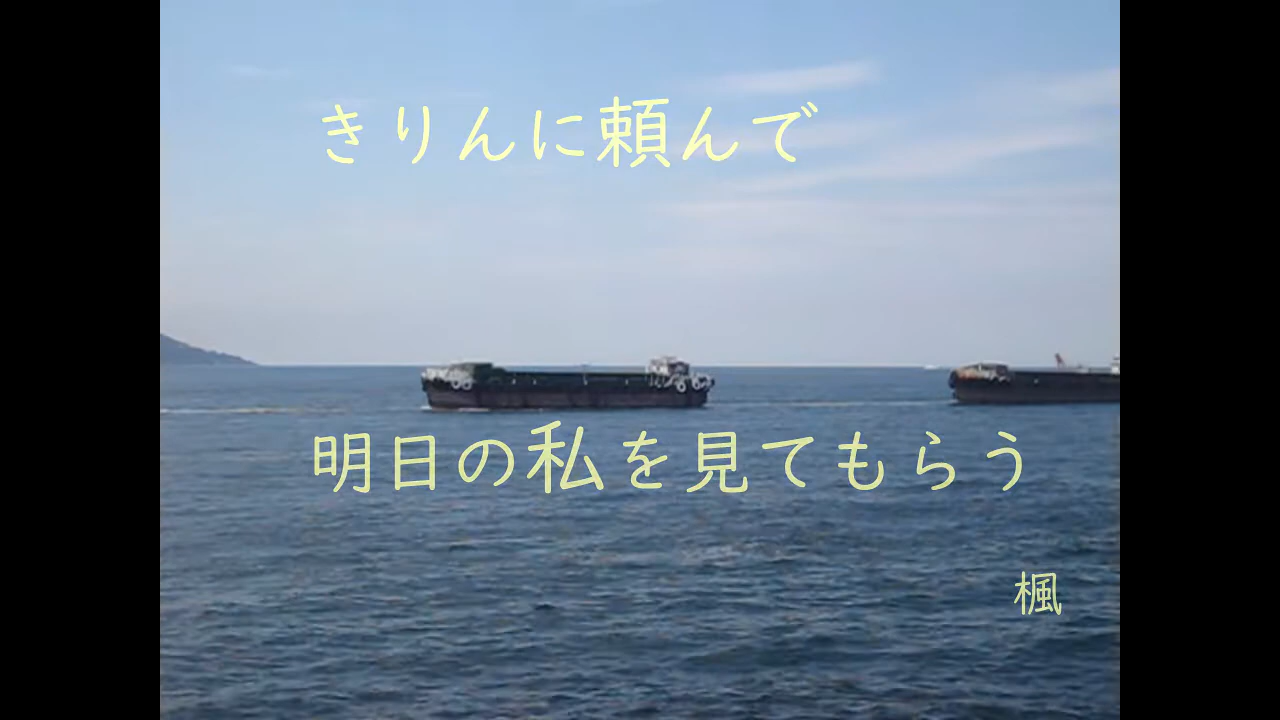 きりんに頼んで
明日の私を見てもらう
楓